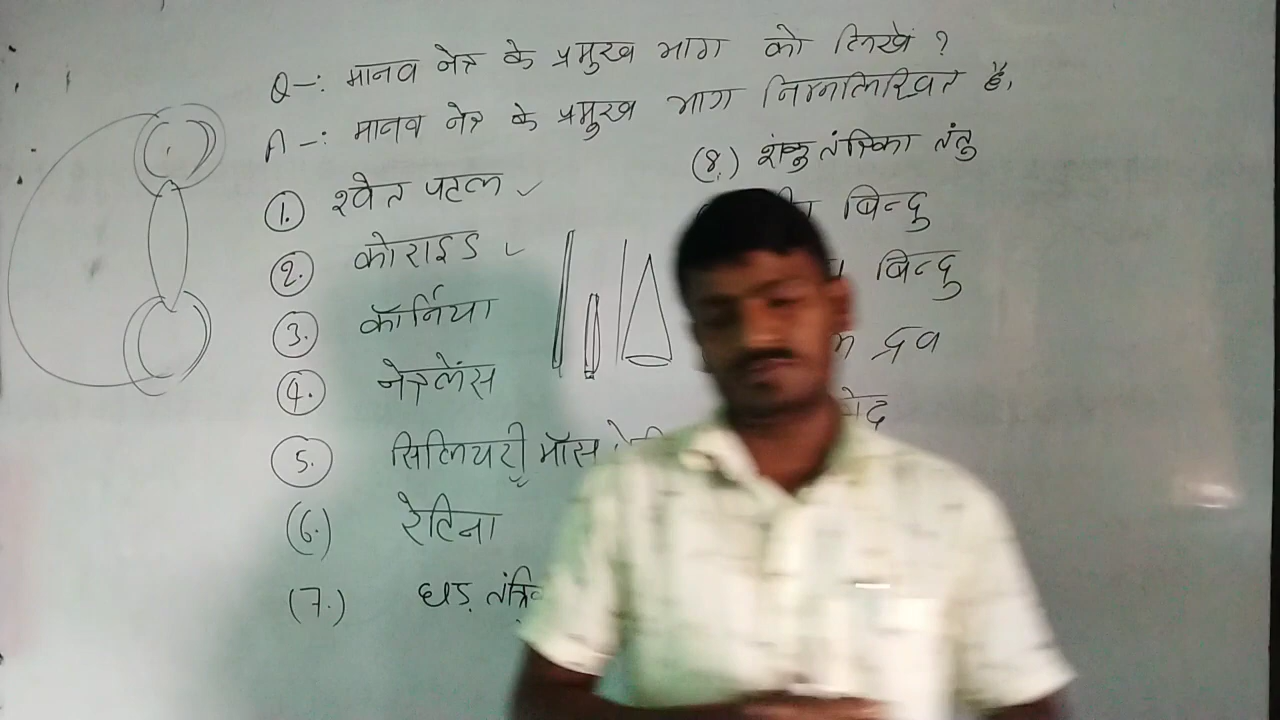 Q-: मानव नेत्र के प्रमुख भाग को लिखें ?
A-: मानव नेत्र के प्रमुख भाग निम्नलिखित है,
1. श्वेत पटल ✓
2. कोराइड ✓
3. कॉर्निया
4. नेत्रलेंस
5. सिलियरी मॉस
(6.) रेटिना
(7.) छड़
(8.) शंकु तंत्रिका तंतु
बिन्दु
बिन्दु
द्रव